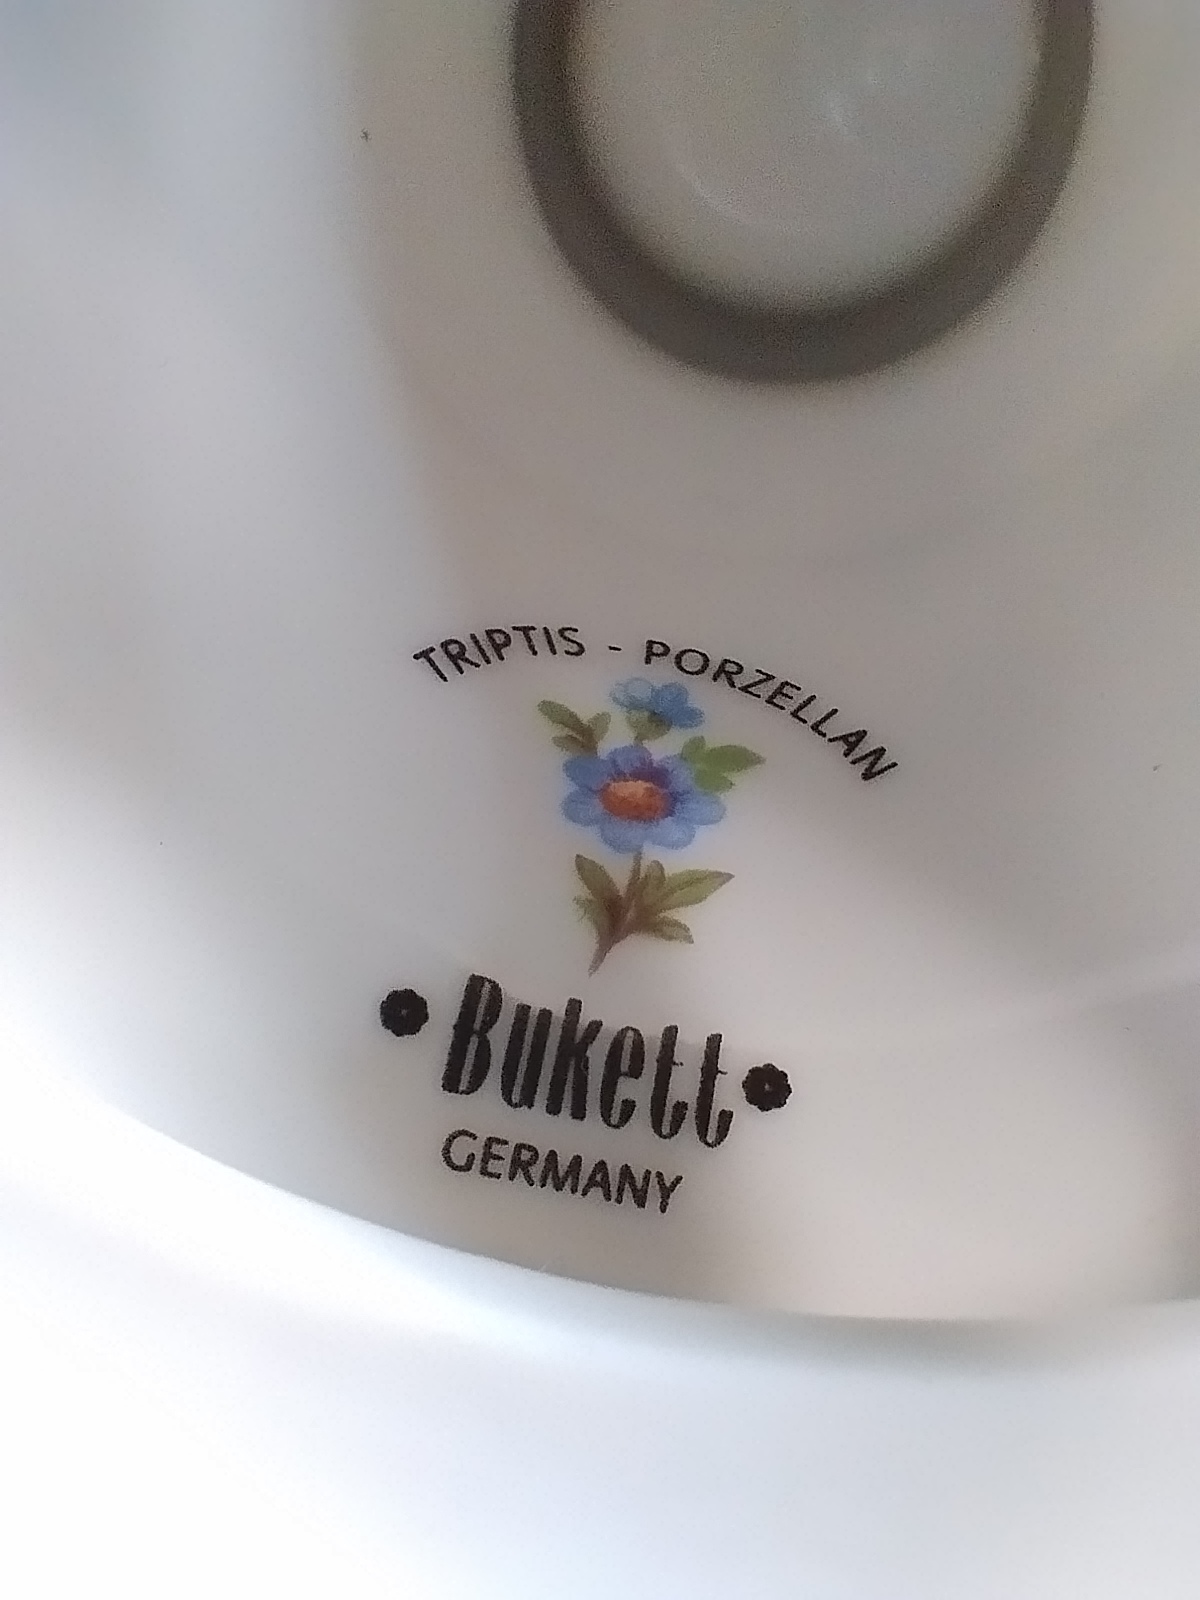 TRIPTIS - PORZELLAN
Bukett
GERMANY